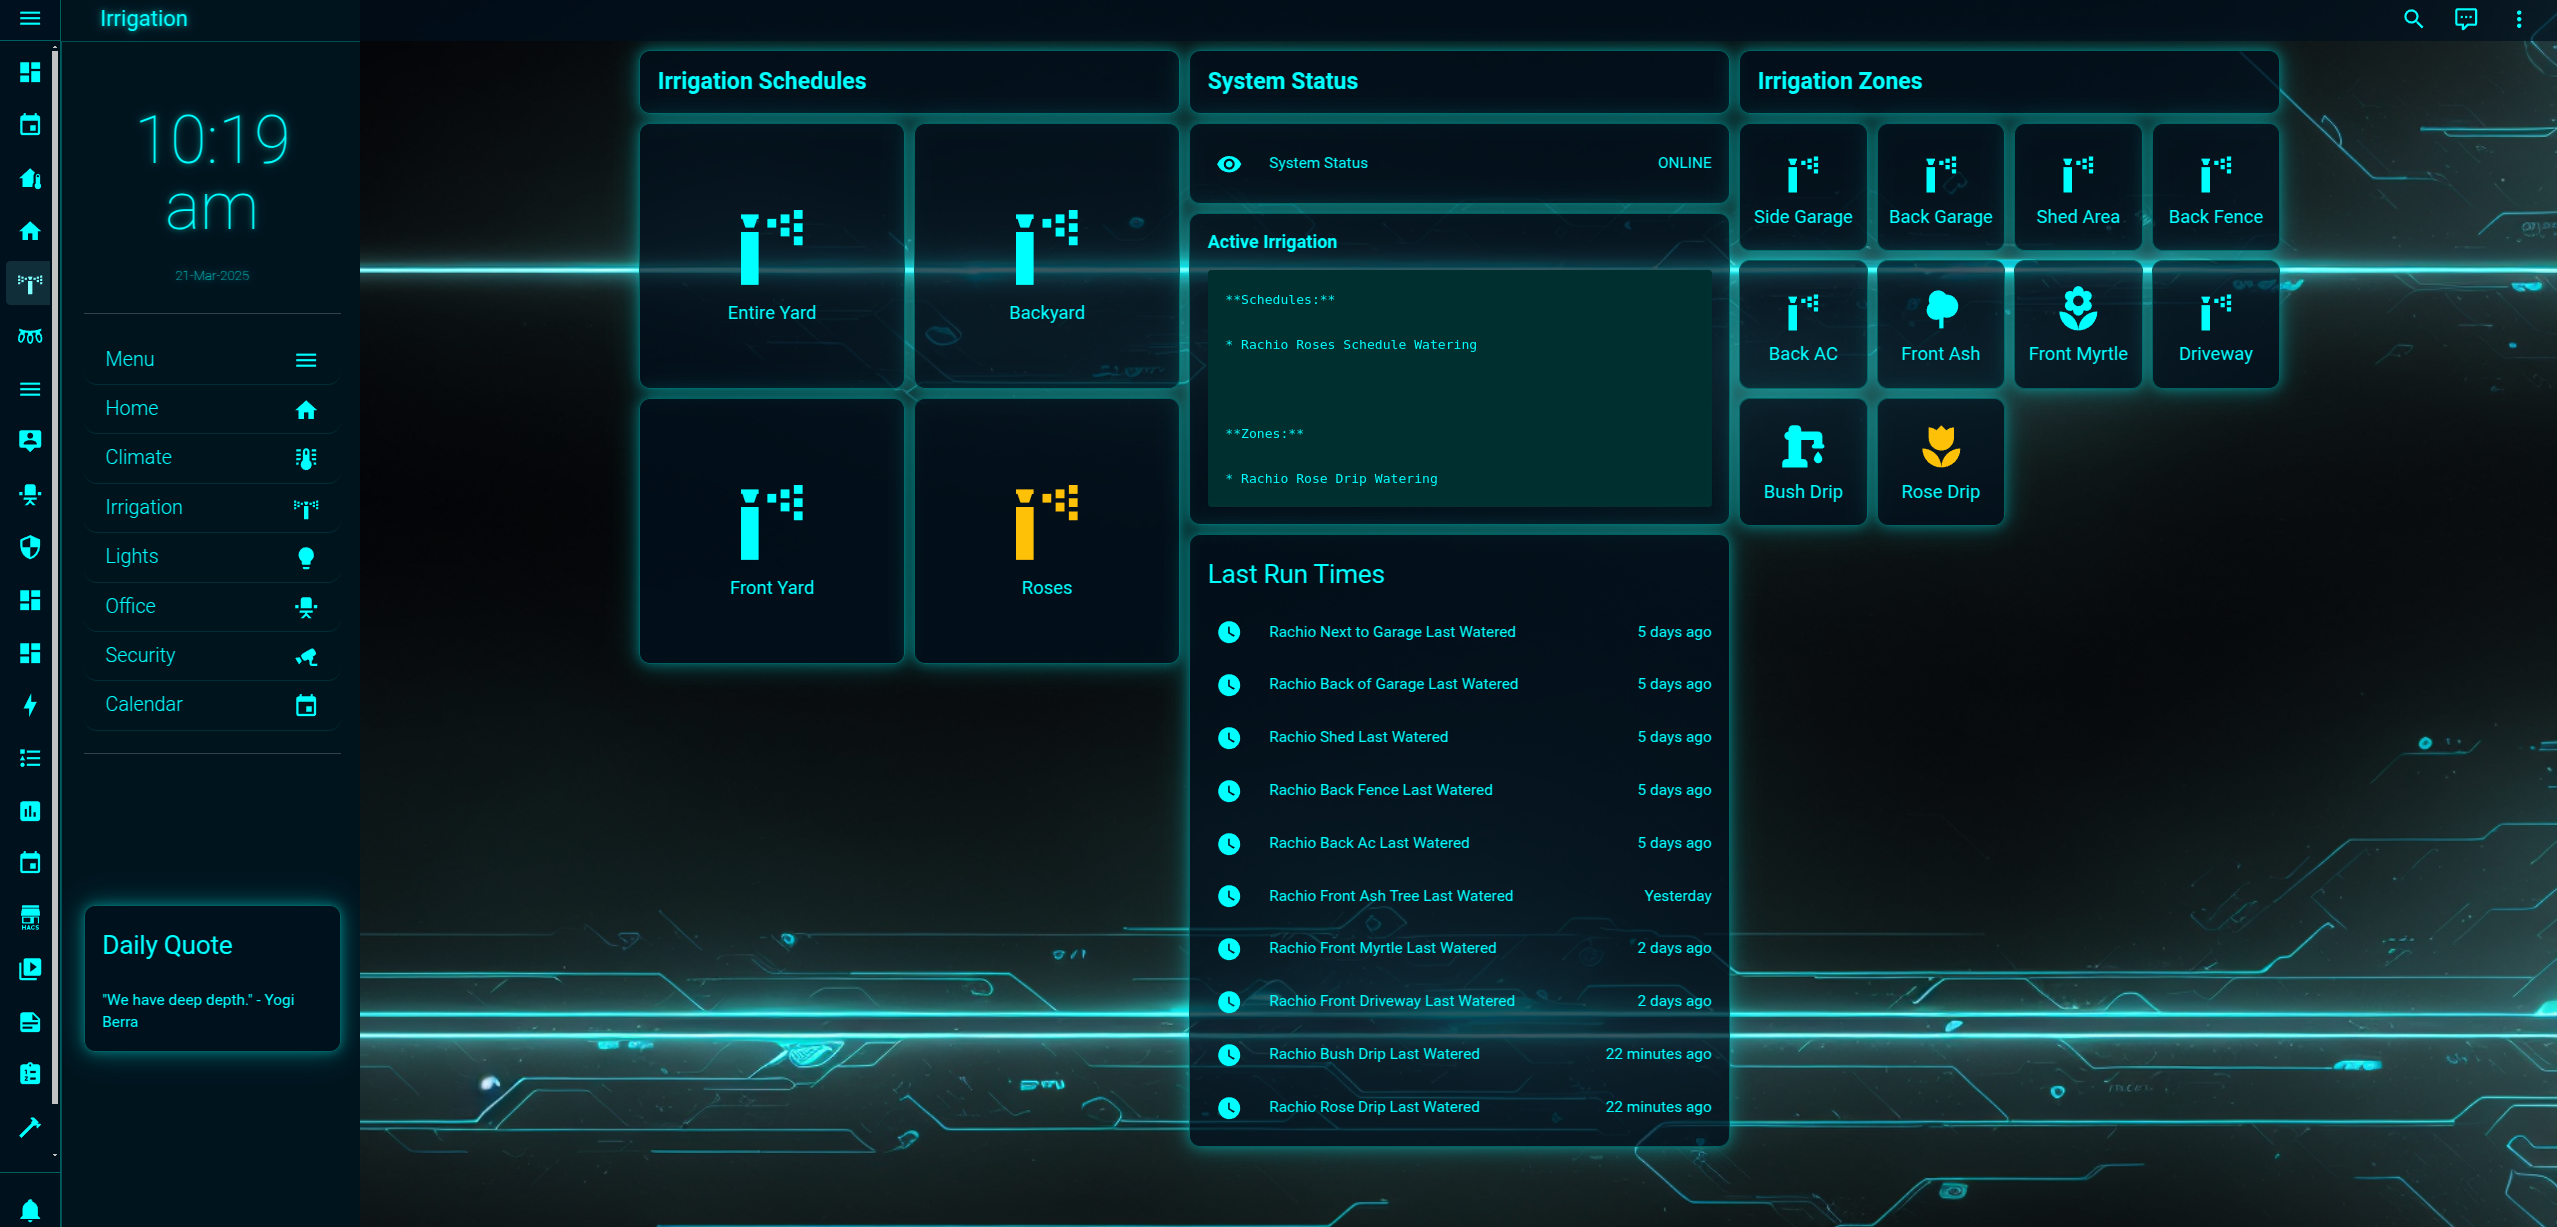 Irrigation
10:19
am
21-Mar-2025
Menu
Home
Climate
Irrigation
Lights
Office
Security
Calendar
Daily Quote
"We have deep depth." - Yogi
Berra
HACS
Irrigation Schedules
Entire Yard
Backyard
Front Yard
Roses
System Status
System Status ONLINE
Active Irrigation
**Schedules:**
* Rachio Roses Schedule Watering
**Zones:**
* Rachio Rose Drip Watering
Last Run Times
Rachio Next to Garage Last Watered 5 days ago
Rachio Back of Garage Last Watered 5 days ago
Rachio Shed Last Watered 5 days ago
Rachio Back Fence Last Watered 5 days ago
Rachio Back Ac Last Watered 5 days ago
Rachio Front Ash Tree Last Watered Yesterday
Rachio Front Myrtle Last Watered 2 days ago
Rachio Front Driveway Last Watered 2 days ago
Rachio Bush Drip Last Watered 22 minutes ago
Rachio Rose Drip Last Watered 22 minutes ago
Irrigation Zones
Side Garage
Back Garage
Shed Area
Back Fence
Back AC
Front Ash
Front Myrtle
Driveway
Bush Drip
Rose Drip